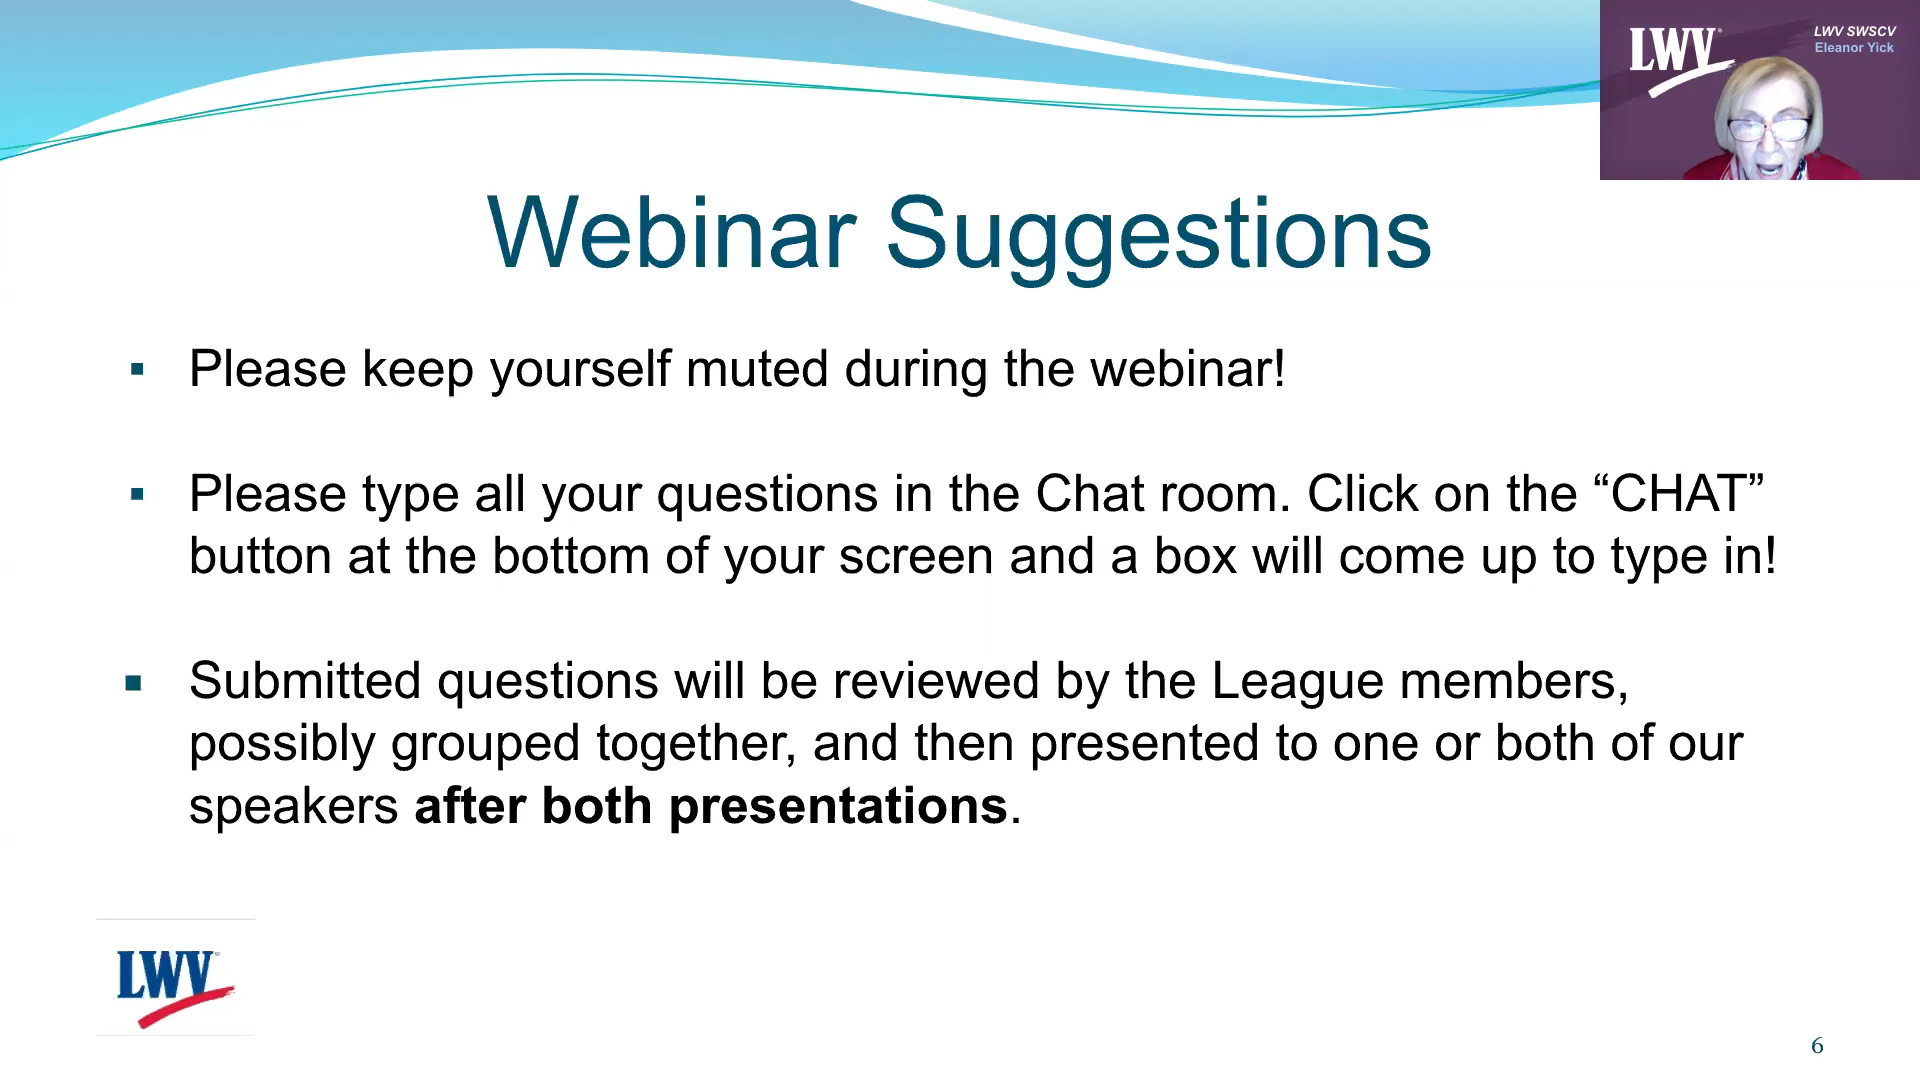 LWV
LWV SWSCV
Eleanor Yick
Webinar Suggestions
▪ Please keep yourself muted during the webinar!
▪ Please type all your questions in the Chat room. Click on the “CHAT”
button at the bottom of your screen and a box will come up to type in!
▪ Submitted questions will be reviewed by the League members,
possibly grouped together, and then presented to one or both of our
speakers after both presentations.
LWV
6